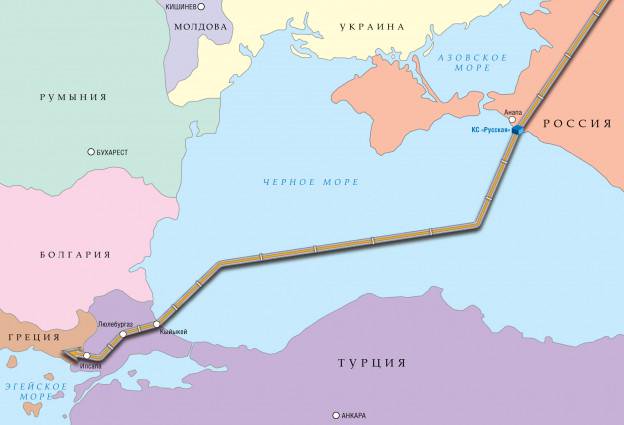 КИШИНЕВ
МОЛДОВА
УКРАИНА
АЗОВСКОЕ
МОРЕ
РУМЫНИЯ
Анапа
РОССИЯ
КС «Русская»
БУХАРЕСТ
ЧЕРНОЕ МОРЕ
БОЛГАРИЯ
Люлебургаз
Кыйыкей
ГРЕЦИЯ
Ипсала
ТУРЦИЯ
ЭГЕЙСКОЕ
МОРЕ
АНКАРА